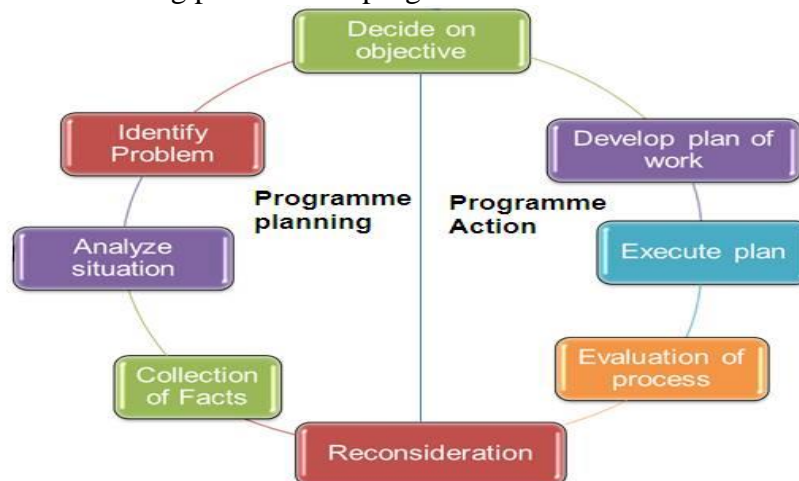 Decide on
objective
Identify
Problem
Develop plan of
work
Programme
planning
Programme
Action
Analyze
situation
Execute plan
Collection
of Facts
Evaluation of
process
Reconsideration